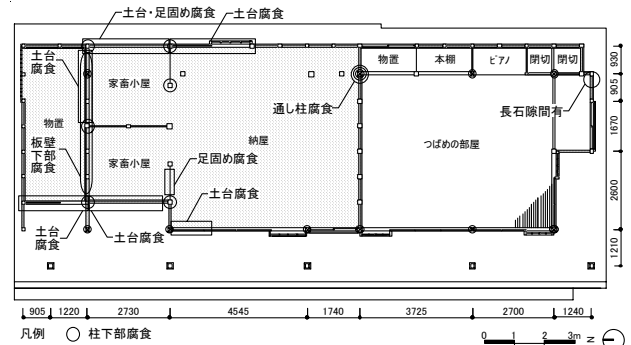 土台・足固め腐食
土台腐食
土台
腐食
家畜小屋
物置
本棚
ピアノ
閉切
閉切
930
905
1670
2600
1210
長石隙間有
通し柱腐食
物置
納屋
つばめの部屋
板壁
下部
腐食
家畜小屋
足固め腐食
土台腐食
土台
腐食
土台腐食
905
1220
2730
4545
1740
3725
2700
1240
凡例
柱下部腐食
0 1 2 3m
N